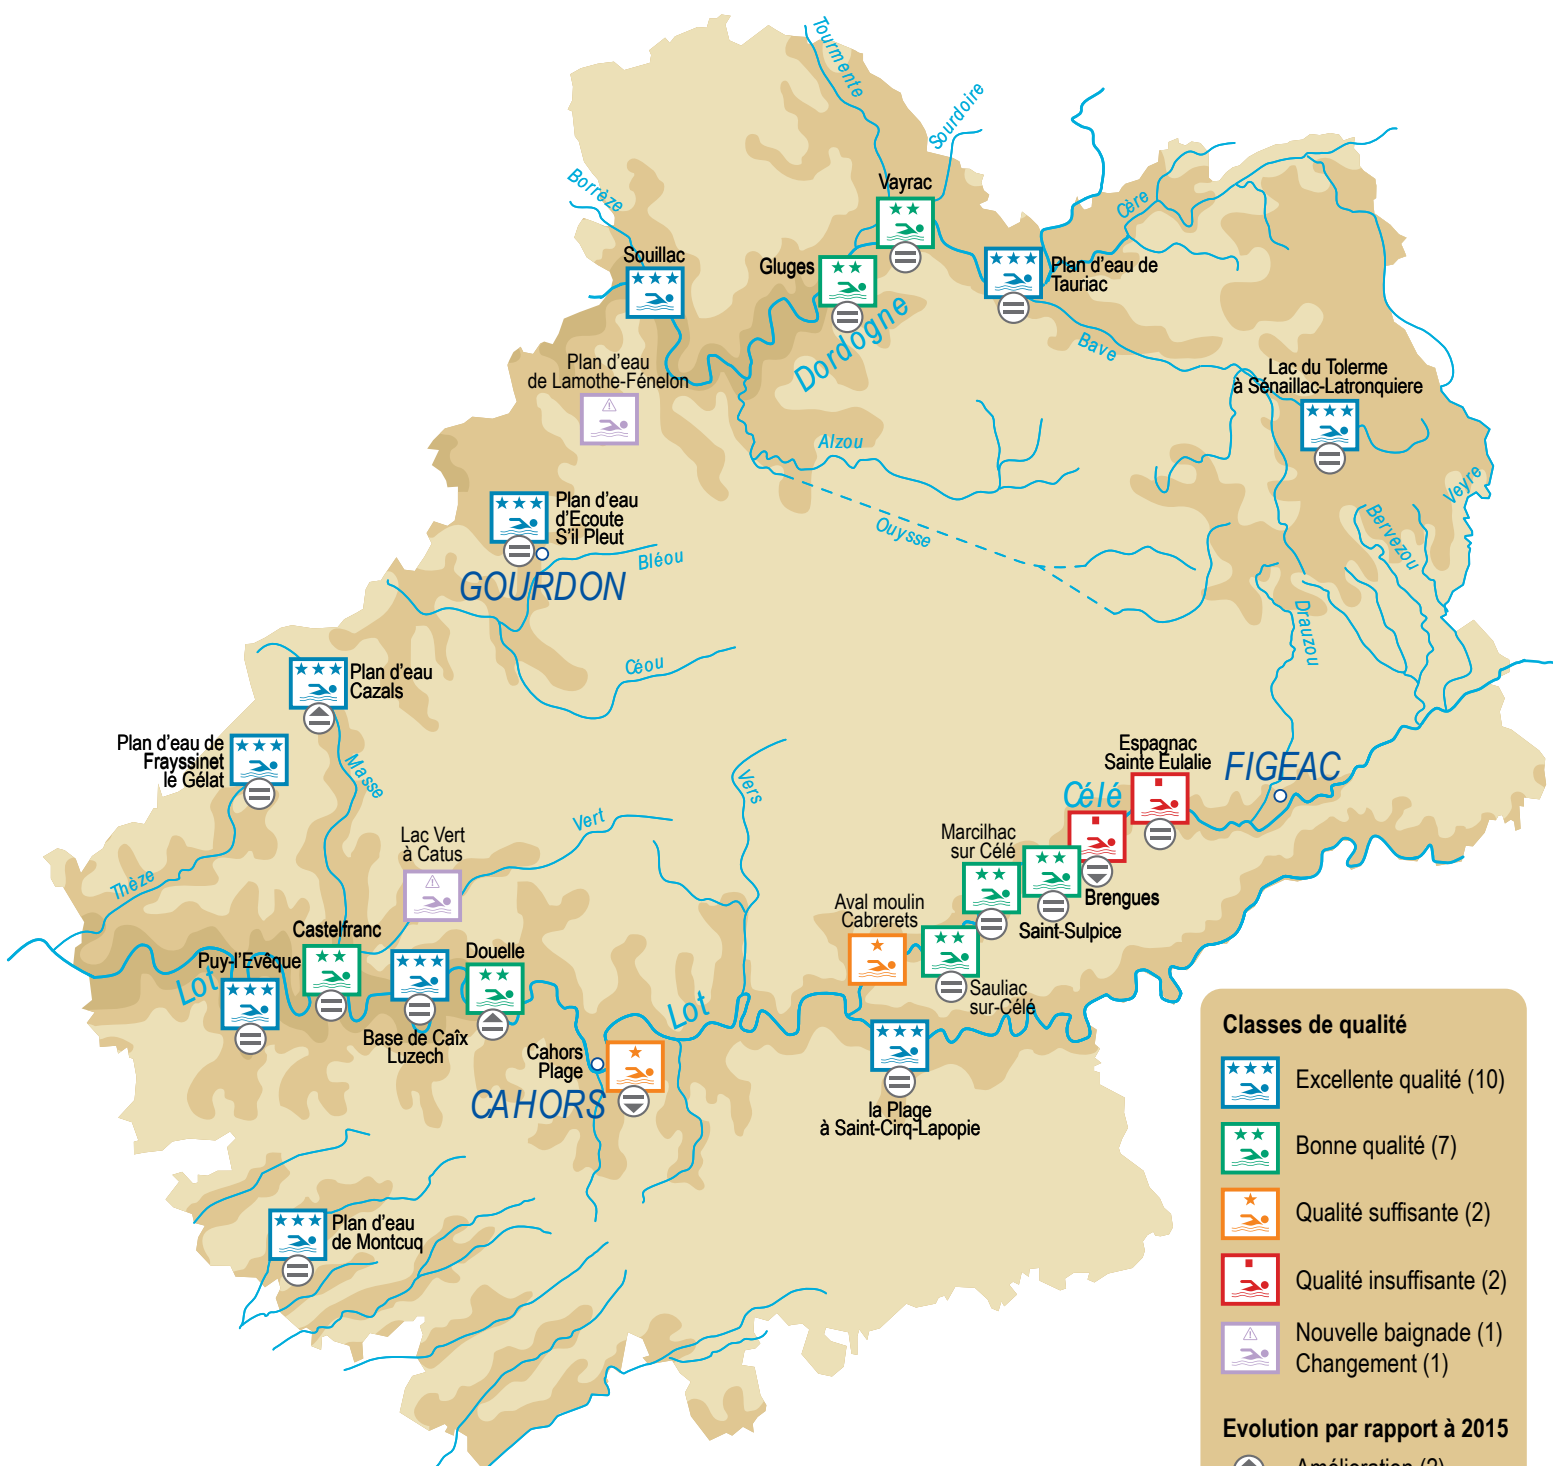 Tourmente
Sourdoire
Borrèze
Vayrac
Cère
Souillac
Gluges
Plan d'eau de
Tauriac
Dordogne
Bave
Plan d'eau
de Lamothe-Fénelon
Lac du Tolerme
à Sénaillac-Latronquiere
Alzou
Veyre
Plan d'eau
d'Ecoute
S'il Pleut
Ouysse
Bervezou
Bléou
GOURDON
Drauzou
Céou
Plan d'eau
Cazals
Plan d'eau de
Frayssinet
le Gélat
Masse
Vers
Espagnac
Sainte Eulalie
FIGEAC
Célé
Vert
Lac Vert
à Catus
Marcilhac
sur Célé
Thèze
Brengues
Aval moulin
Cabrerets
Saint-Sulpice
Castelfranc
Douelle
Puy-l'Evêque
Lot
Sauliac
sur-Célé
Lot
Base de Caîx
Luzech
Cahors
Plage
CAHORS
la Plage
à Saint-Cirq-Lapopie
Plan d'eau
de Montcuq
Classes de qualité
Excellente qualité (10)
Bonne qualité (7)
Qualité suffisante (2)
Qualité insuffisante (2)
Nouvelle baignade (1)
Changement (1)
Evolution par rapport à 2015
Amélioration (2)